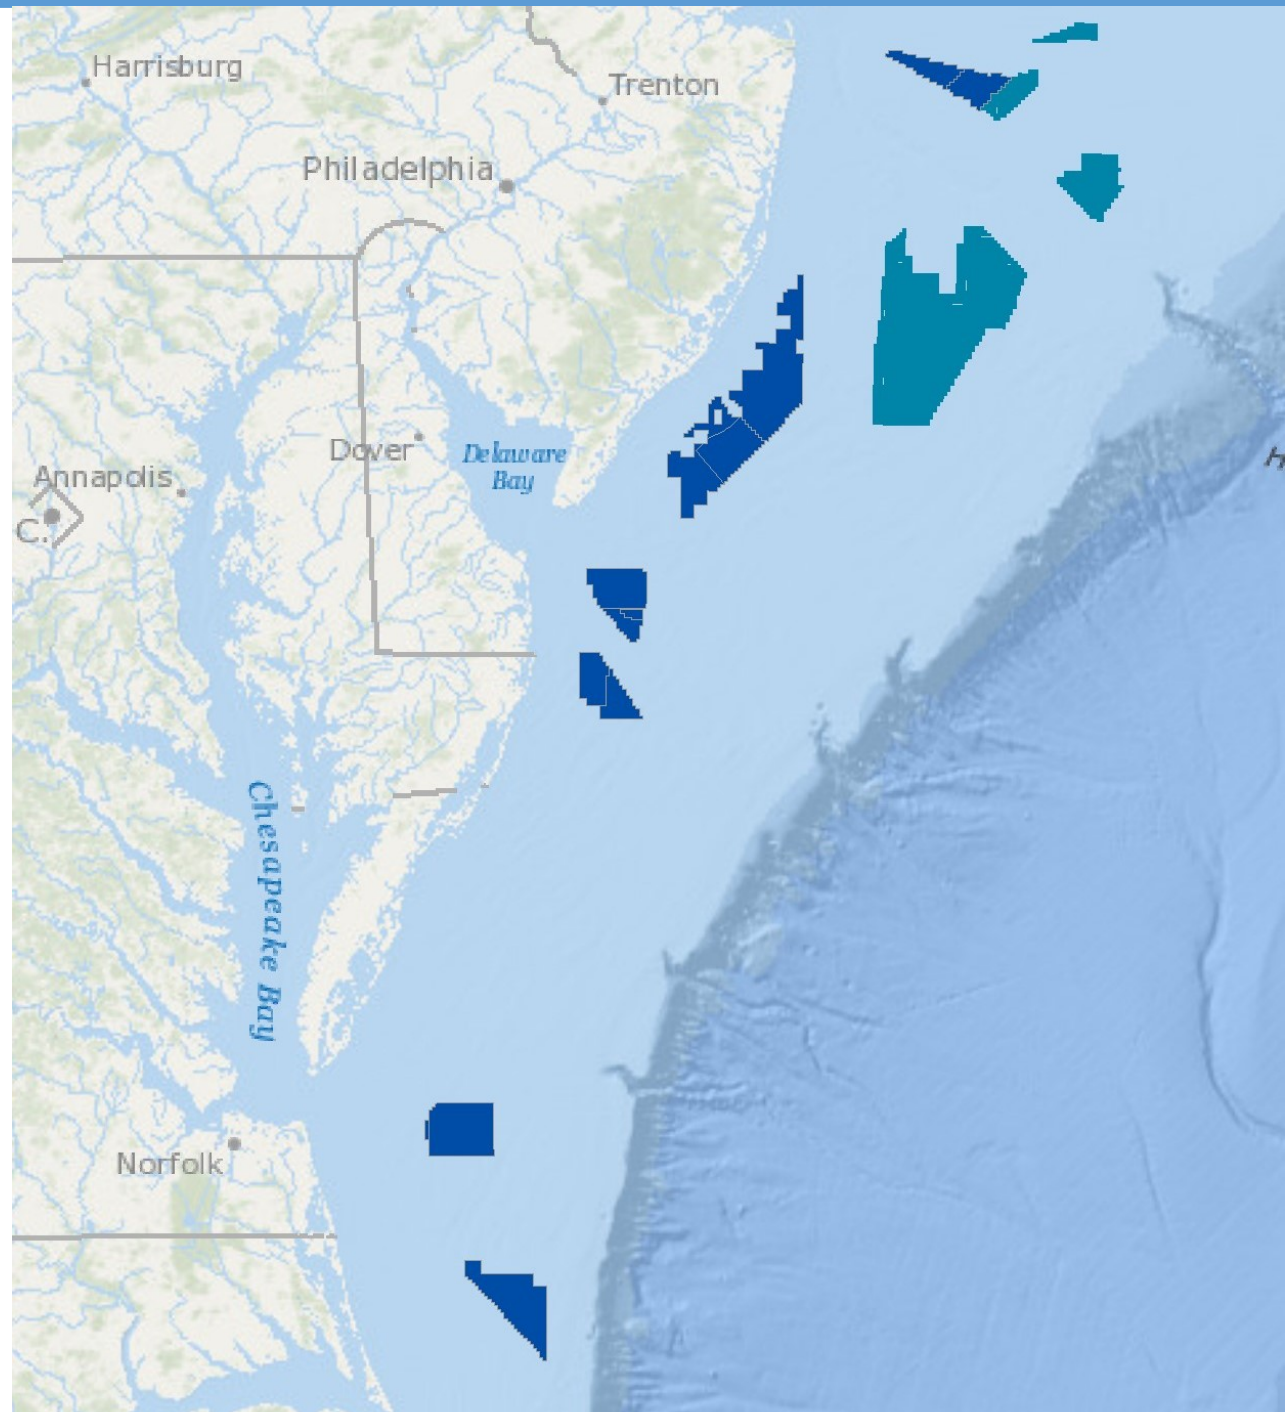 Harrisburg
Trenton
Philadelphia
Dover
Delaware
Bay
Annapolis
C.
H
Chesapeake Bay
Norfolk